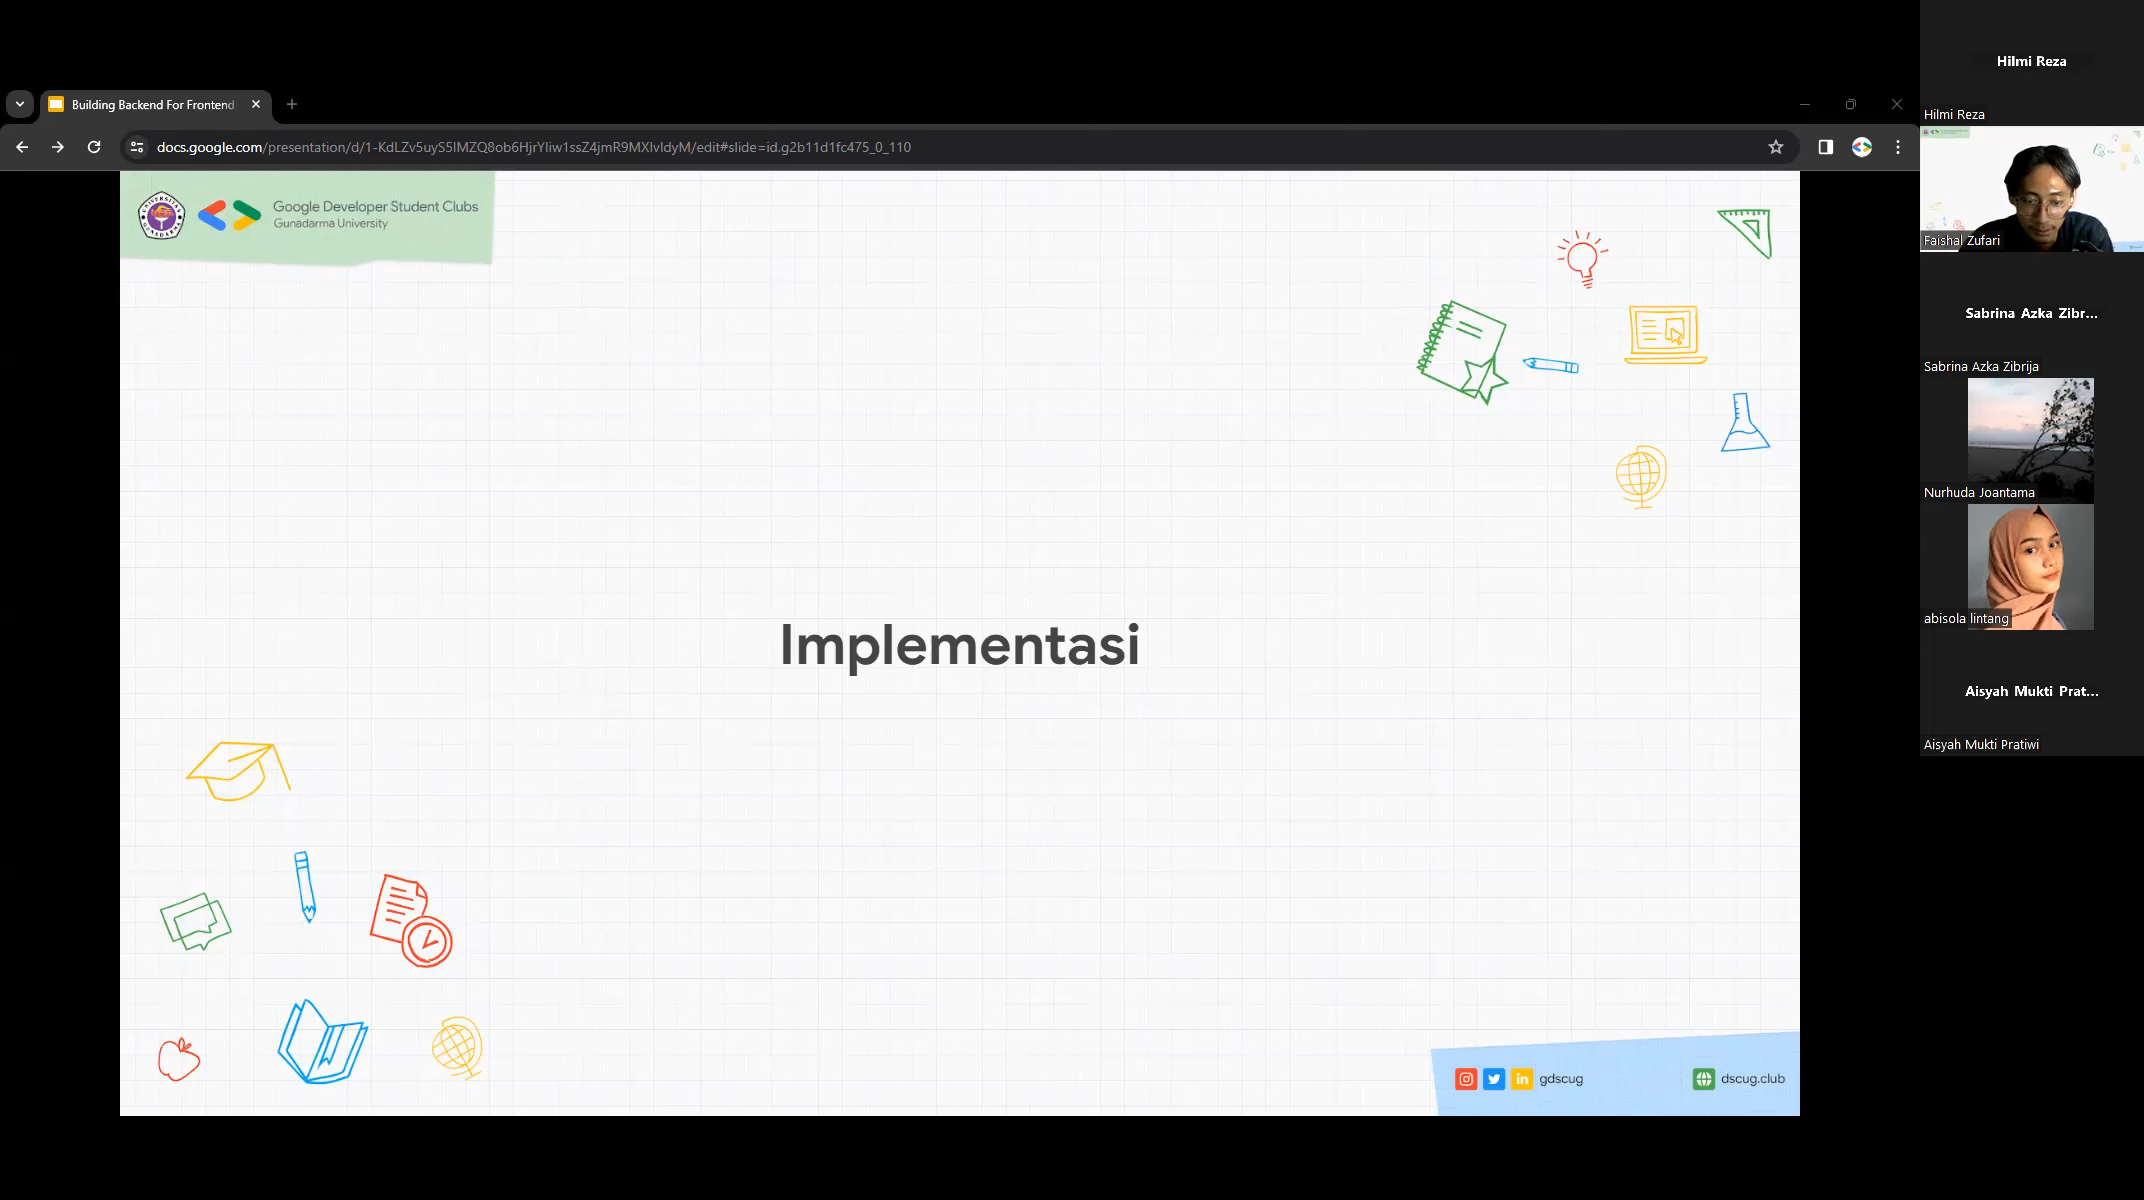 Building Backend For Frontend
docs.google.com/presentation/d/1-KdLZv5uyS5lMZQ8ob6HjrYliw1ssZ4jmR9MXlvldyM/edit#slide=id.g2b11d1fc475_0_110
Google Developer Student Clubs
Gunadarma University
Implementasi
gdscug
dscug.club
Hilmi Reza
Hilmi Reza
Faishal Zufari
Sabrina Azka Zibr...
Sabrina Azka Zibrija
Nurhuda Joantama
abisola lintang
Aisyah Mukti Prat...
Aisyah Mukti Pratiwi